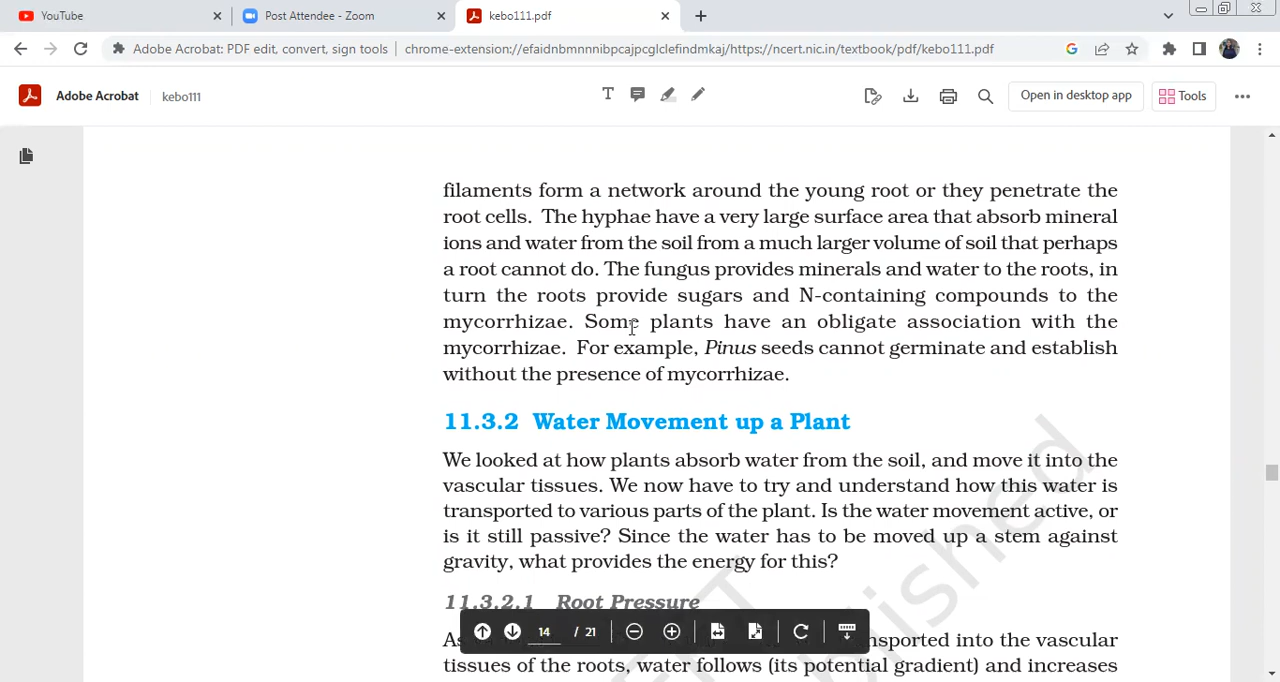 YouTube
Post Attendee - Zoom
kebo111.pdf
Adobe Acrobat: PDF edit, convert, sign tools
chrome-extension://efaidnbmnnnibpcajpcglclefindmkaj/https://ncert.nic.in/textbook/pdf/kebo111.pdf
Adobe Acrobat
kebo111
Open in desktop app
Tools
filaments form a network around the young root or they penetrate the
root cells. The hyphae have a very large surface area that absorb mineral
ions and water from the soil from a much larger volume of soil that perhaps
a root cannot do. The fungus provides minerals and water to the roots, in
turn the roots provide sugars and N-containing compounds to the
mycorrhizae. Some plants have an obligate association with the
mycorrhizae. For example, Pinus seeds cannot germinate and establish
without the presence of mycorrhizae.
11.3.2 Water Movement up a Plant
We looked at how plants absorb water from the soil, and move it into the
vascular tissues. We now have to try and understand how this water is
transported to various parts of the plant. Is the water movement active, or
is it still passive? Since the water has to be moved up a stem against
gravity, what provides the energy for this?
11.3.2.1 Root Pressure
14 / 21
As nsported into the vascular
tissues of the roots, water follows (its potential gradient) and increases
published